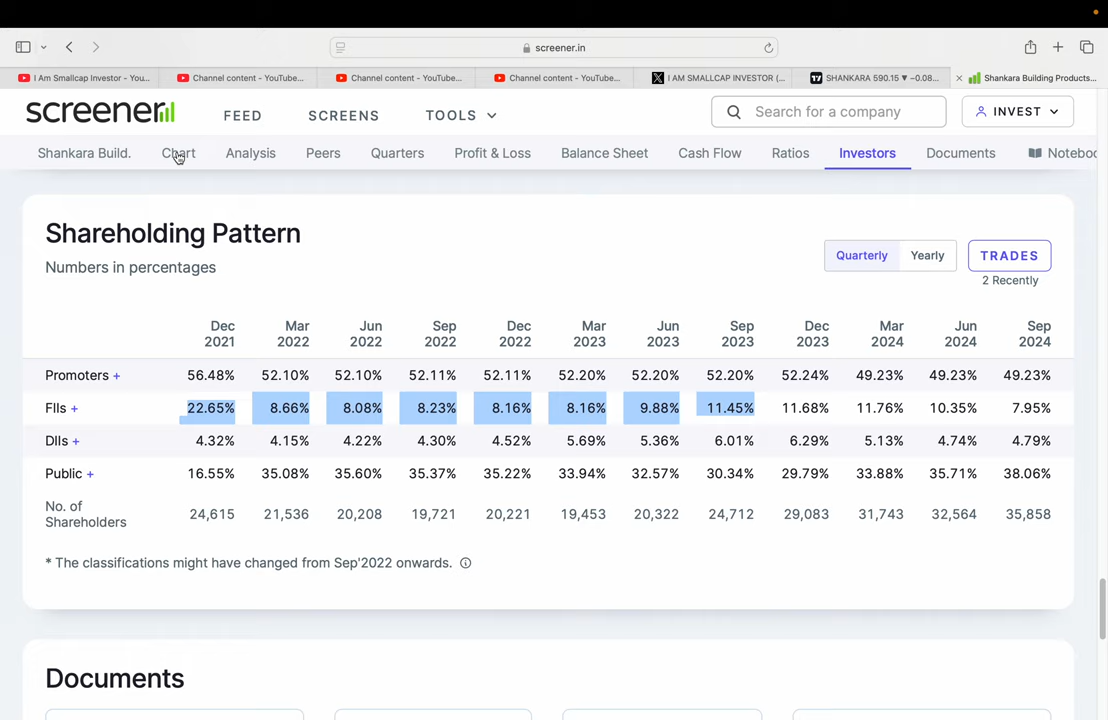 screener.in
I Am Smallcap Investor - You...
Channel content - YouTube...
Channel content - YouTube...
Channel content - YouTube...
I AM SMALLCAP INVESTOR (...
SHANKARA 590.15 ▼ −0.08...
Shankara Building Products...
screener
FEED
SCREENS
TOOLS
Search for a company
INVEST
Shankara Build.
Chart
Analysis
Peers
Quarters
Profit & Loss
Balance Sheet
Cash Flow
Ratios
Investors
Documents
Noteboo
Shareholding Pattern
Numbers in percentages
Quarterly
Yearly
TRADES
2 Recently
Dec 2021 Mar 2022 Jun 2022 Sep 2022 Dec 2022 Mar 2023 Jun 2023 Sep 2023 Dec 2023 Mar 2024 Jun 2024 Sep 2024
Promoters + 56.48% 52.10% 52.10% 52.11% 52.11% 52.20% 52.20% 52.20% 52.24% 49.23% 49.23% 49.23%
FIIs + 22.65% 8.66% 8.08% 8.23% 8.16% 8.16% 9.88% 11.45% 11.68% 11.76% 10.35% 7.95%
DIIs + 4.32% 4.15% 4.22% 4.30% 4.52% 5.69% 5.36% 6.01% 6.29% 5.13% 4.74% 4.79%
Public + 16.55% 35.08% 35.60% 35.37% 35.22% 33.94% 32.57% 30.34% 29.79% 33.88% 35.71% 38.06%
No. of Shareholders 24,615 21,536 20,208 19,721 20,221 19,453 20,322 24,712 29,083 31,743 32,564 35,858
* The classifications might have changed from Sep'2022 onwards.
Documents